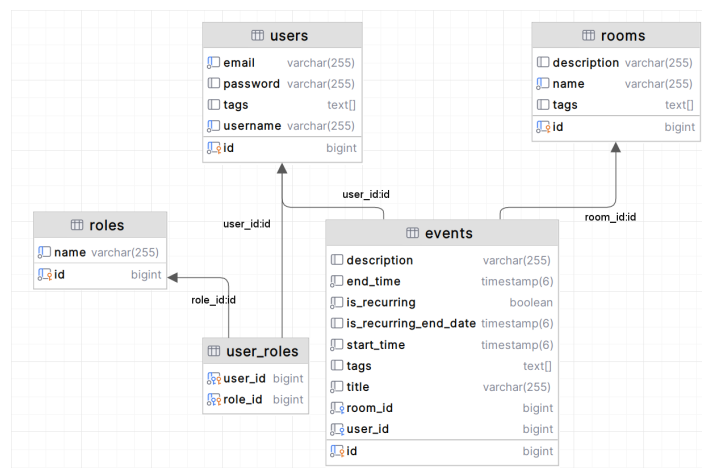 users
email varchar(255)
password varchar(255)
tags text[]
username varchar(255)
id bigint
rooms
description varchar(255)
name varchar(255)
tags text[]
id bigint
user_id:id
room_id:id
user_id:id
roles
name varchar(255)
id bigint
role_id:id
events
description varchar(255)
end_time timestamp(6)
is_recurring boolean
is_recurring_end_date timestamp(6)
start_time timestamp(6)
tags text[]
title varchar(255)
room_id bigint
user_id bigint
id bigint
user_roles
user_id bigint
role_id bigint